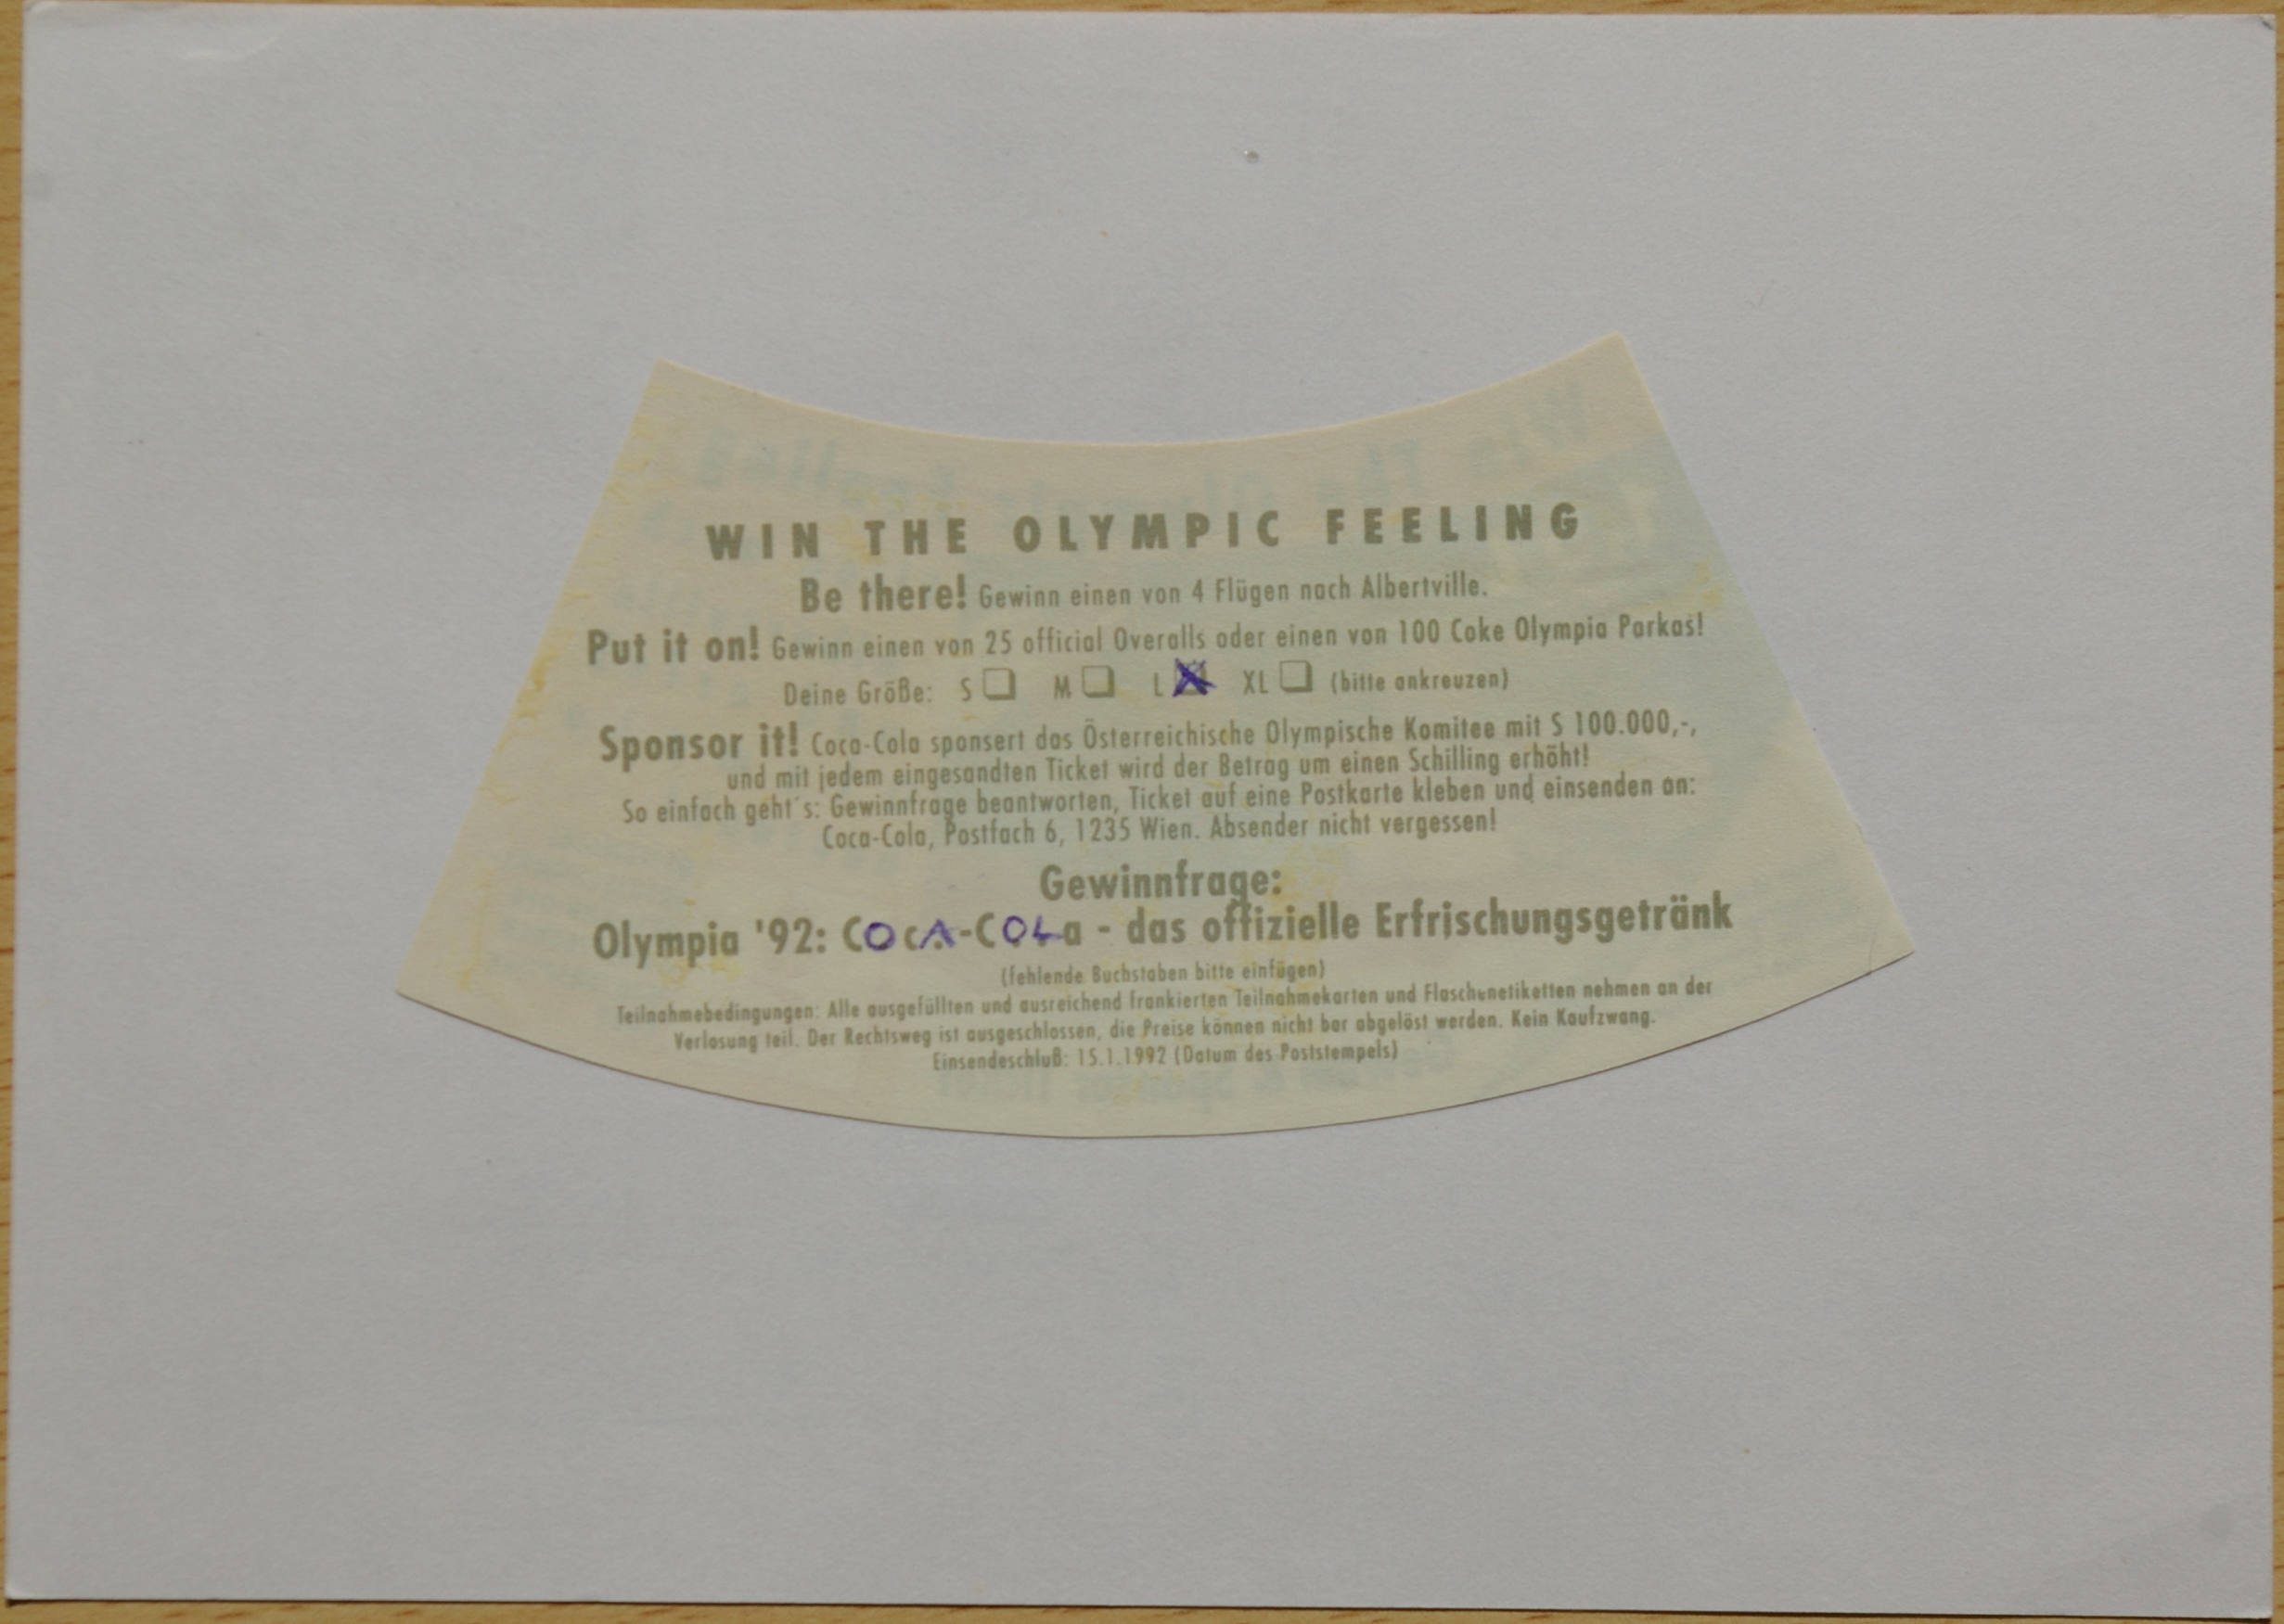 WIN THE OLYMPIC FEELING
Be there! Gewinn einen von 4 Flügen nach Albertville.
Put it on! Gewinn einen von 25 official Overalls oder einen von 100 Coke Olympia Parkas!
Deine Größe: S ☐ M ☐ L ☒ XL ☐ (bitte ankreuzen)
Sponsor it! Coca-Cola sponsert das Österreichische Olympische Komitee mit S 100.000,-,
und mit jedem eingesandten Ticket wird der Betrag um einen Schilling erhöht!
So einfach geht´s: Gewinnfrage beantworten, Ticket auf eine Postkarte kleben und einsenden an:
Coca-Cola, Postfach 6, 1235 Wien. Absender nicht vergessen!
Gewinnfrage:
Olympia '92: COcA-COLa - das offizielle Erfrischungsgetränk
(fehlende Buchstaben bitte einfügen)
Teilnahmebedingungen: Alle ausgefüllten und ausreichend frankierten Teilnahmekarten und Flaschenetiketten nehmen an der
Verlosung teil. Der Rechtsweg ist ausgeschlossen, die Preise können nicht bar abgelöst werden. Kein Kaufzwang.
Einsendeschluß: 15.1.1992 (Datum des Poststempels)